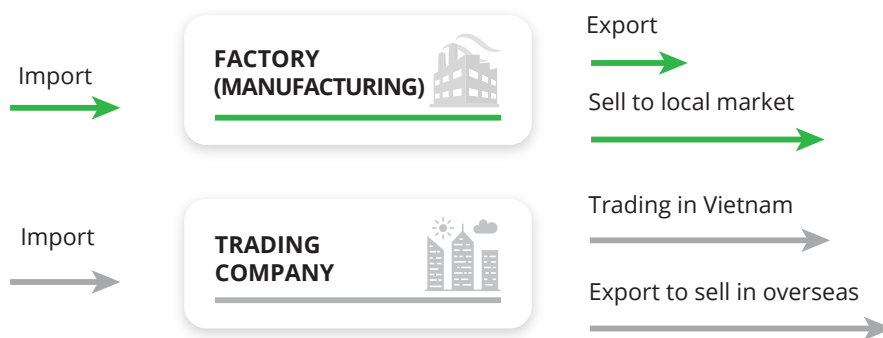 Import
FACTORY
(MANUFACTURING)
Export
Sell to local market
Import
TRADING
COMPANY
Trading in Vietnam
Export to sell in overseas